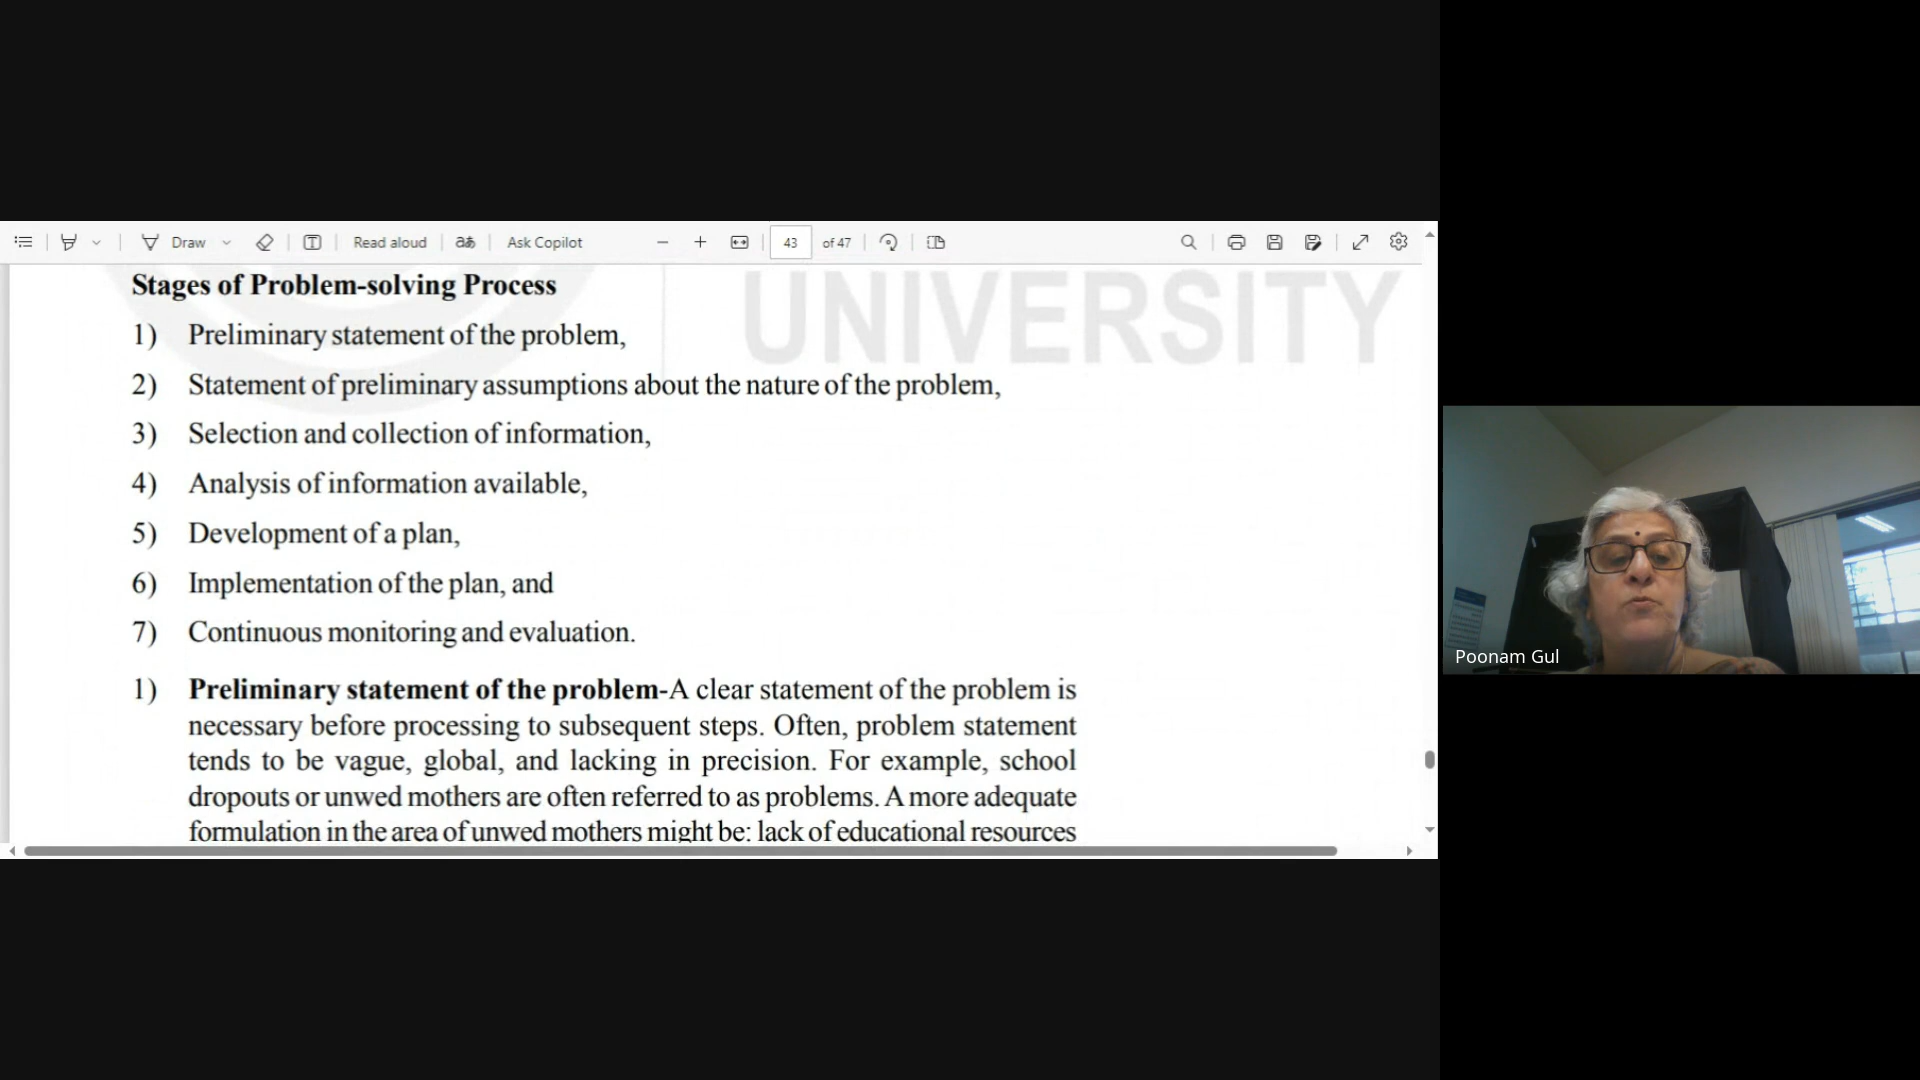 Draw
Read aloud
Ask Copilot
43 of 47
UNIVERSITY
Stages of Problem-solving Process
1) Preliminary statement of the problem,
2) Statement of preliminary assumptions about the nature of the problem,
3) Selection and collection of information,
4) Analysis of information available,
5) Development of a plan,
6) Implementation of the plan, and
7) Continuous monitoring and evaluation.
1) Preliminary statement of the problem-A clear statement of the problem is
necessary before processing to subsequent steps. Often, problem statement
tends to be vague, global, and lacking in precision. For example, school
dropouts or unwed mothers are often referred to as problems. A more adequate
formulation in the area of unwed mothers might be: lack of educational resources
Poonam Gul